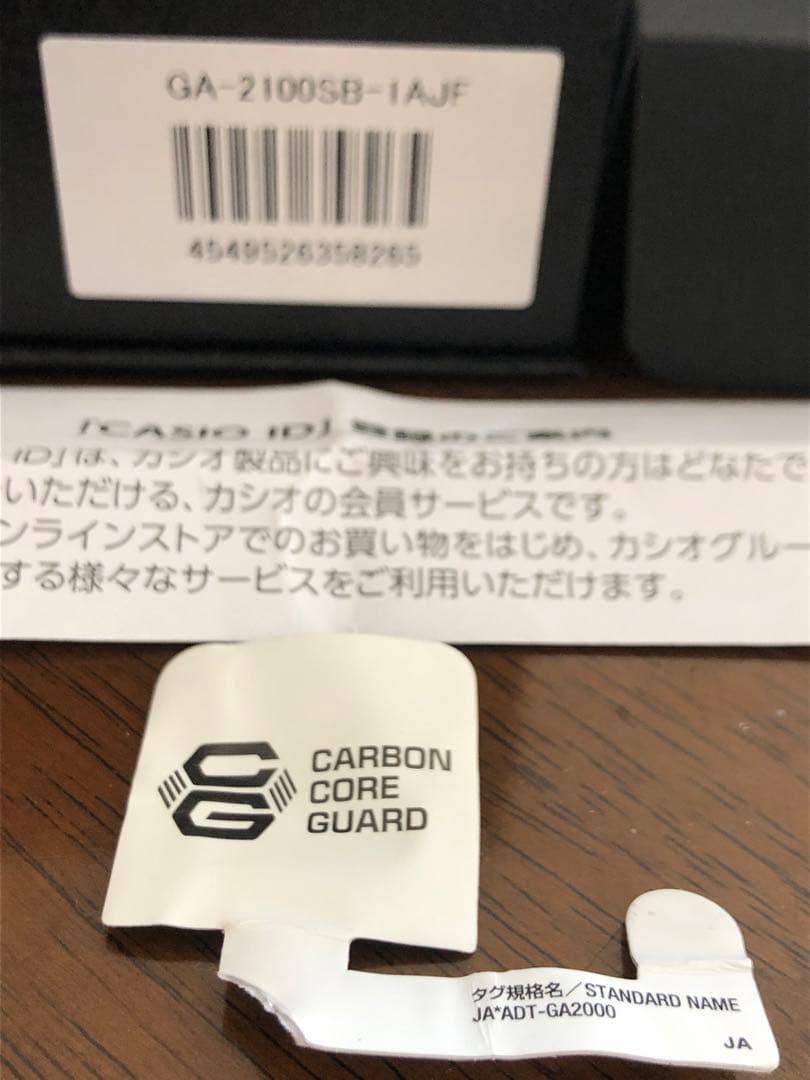 GA-2100SB-1AJF
4549526358265
「CASIO ID」
ID」は、カシオ製品にご興味をお持ちの方はどなたで
いただける、カシオの会員サービスです。
ンラインストアでのお買い物をはじめ、カシオグルー
する様々なサービスをご利用いただけます。
CG
CARBON
CORE
GUARD
タグ規格名/STANDARD NAME
JA*ADT-GA2000
JA